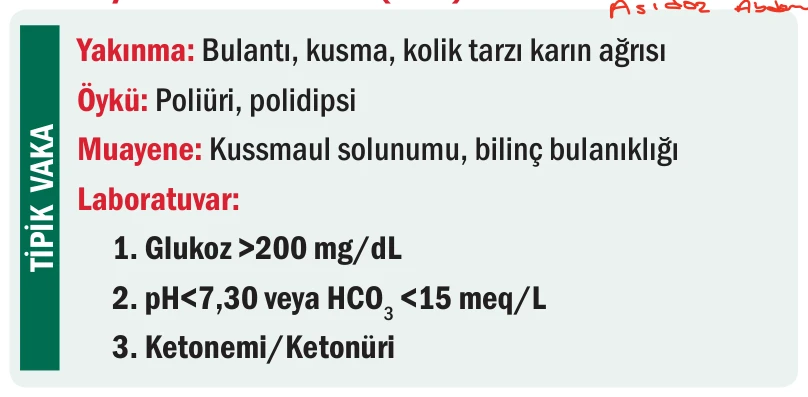 Asidoz
Yakınma: Bulantı, kusma, kolik tarzı karın ağrısı
Öykü: Poliüri, polidipsi
Muayene: Kussmaul solunumu, bilinç bulanıklığı
Laboratuvar:
1. Glukoz >200 mg/dL
2. pH<7,30 veya HCO₃ <15 meq/L
3. Ketonemi/Ketonüri
TİPİK VAKA